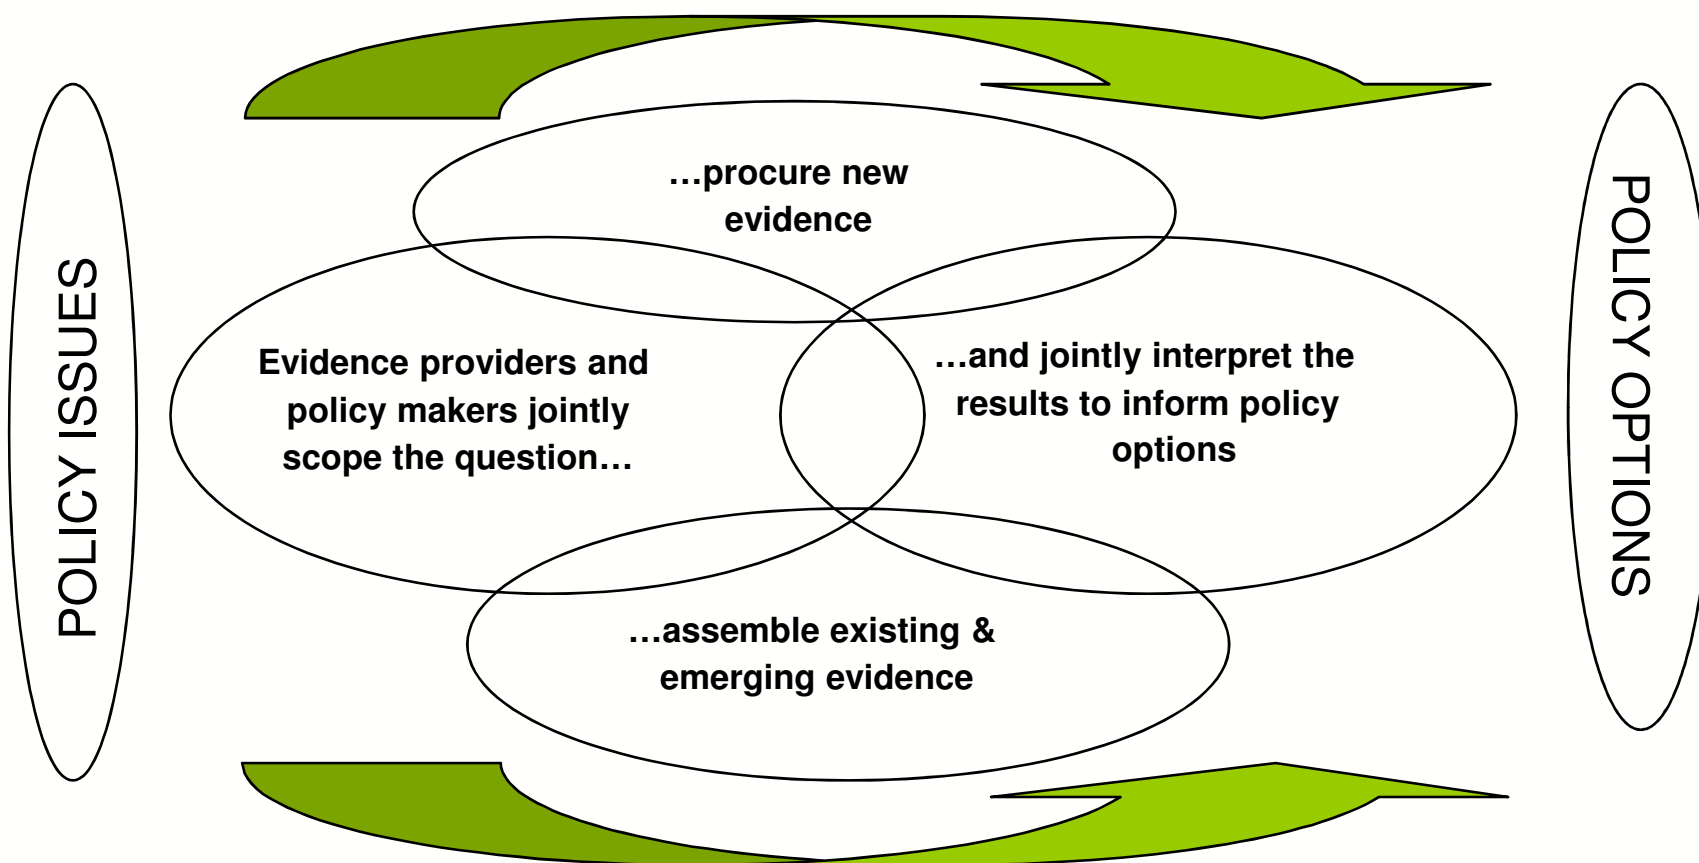 POLICY ISSUES
…procure new
evidence
Evidence providers and
policy makers jointly
scope the question…
…and jointly interpret the
results to inform policy
options
…assemble existing &
emerging evidence
POLICY OPTIONS